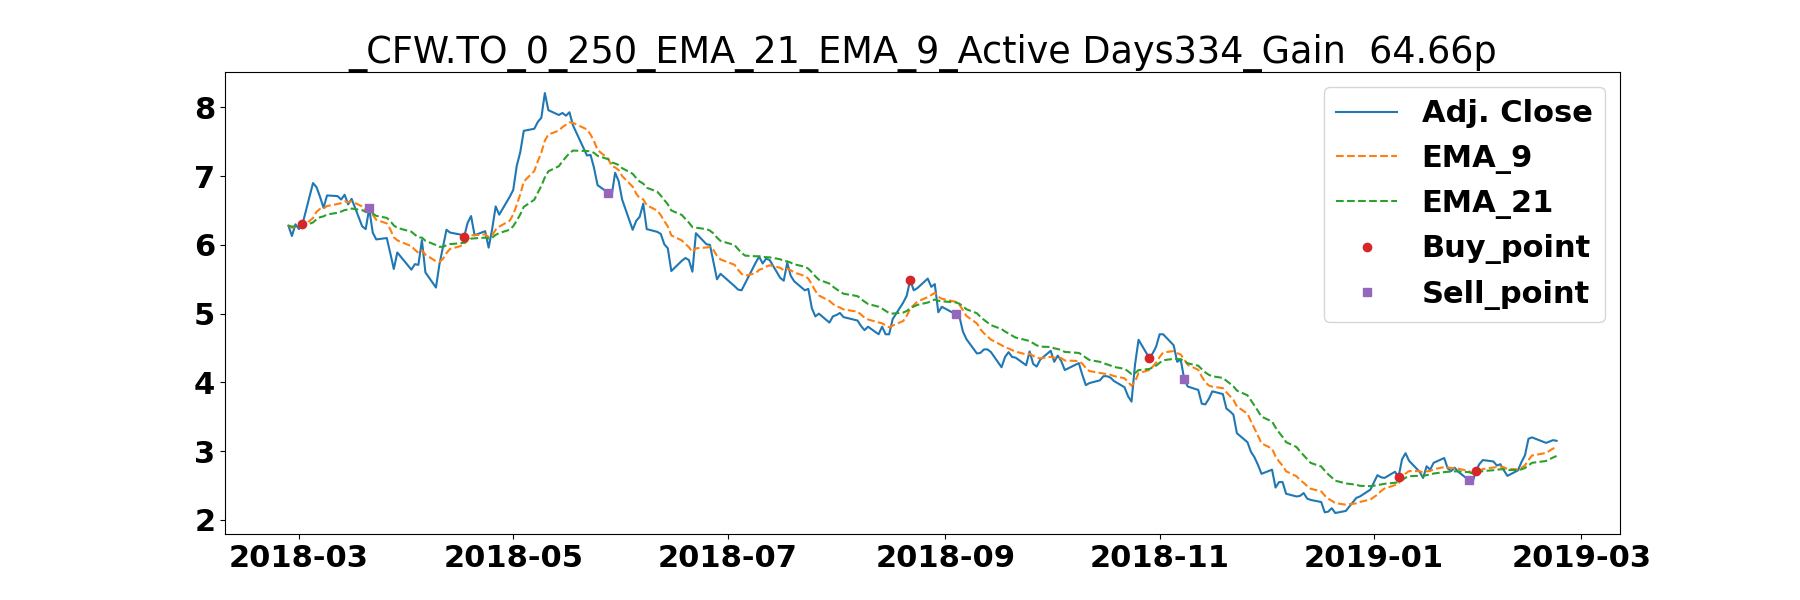 _CFW.TO_0_250_EMA_21_EMA_9_Active Days334_Gain  64.66p
8
7
6
5
4
3
2
Adj. Close
EMA_9
EMA_21
Buy_point
Sell_point
2018-03 2018-05 2018-07 2018-09 2018-11 2019-01 2019-03